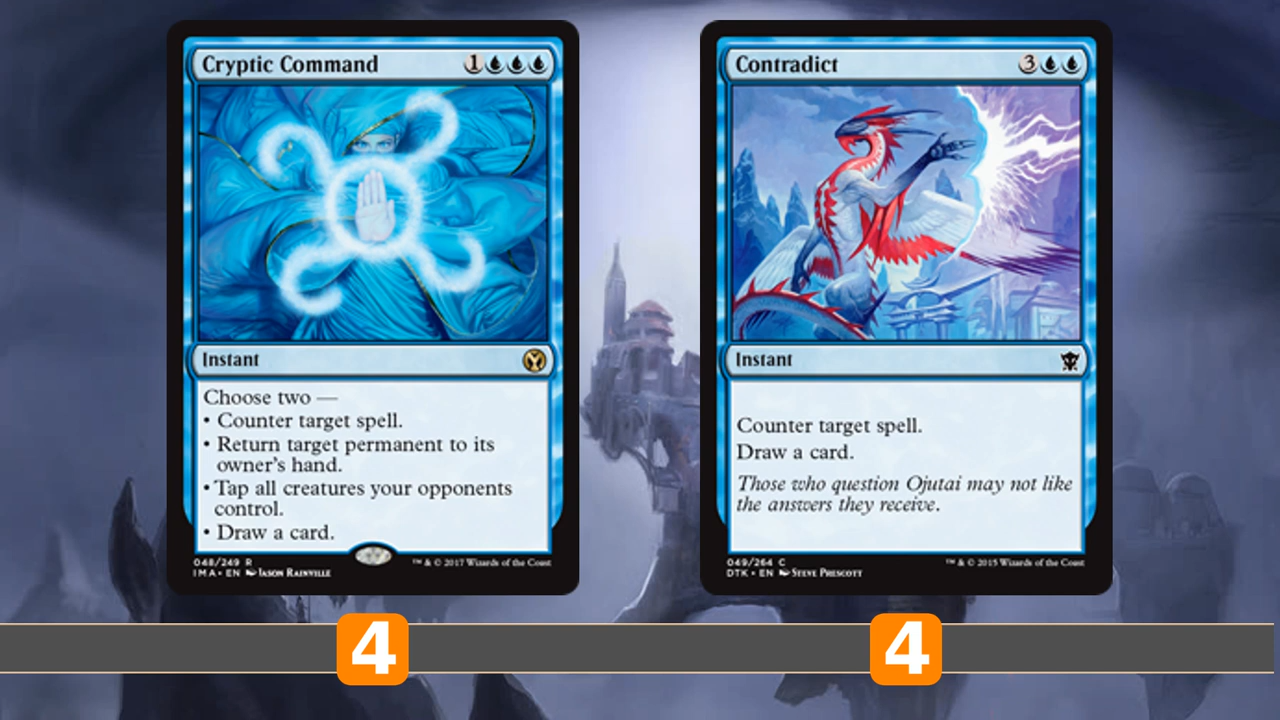 Cryptic Command 1
Instant
Choose two —
• Counter target spell.
• Return target permanent to its
owner's hand.
• Tap all creatures your opponents
control.
• Draw a card.
048/249 R
IMA • EN Jason Rainville
™ & © 2017 Wizards of the Coast
4
Contradict 3
Instant
Counter target spell.
Draw a card.
Those who question Ojutai may not like
the answers they receive.
049/264 C
DTK • EN Steve Prescott
™ & © 2015 Wizards of the Coast
4